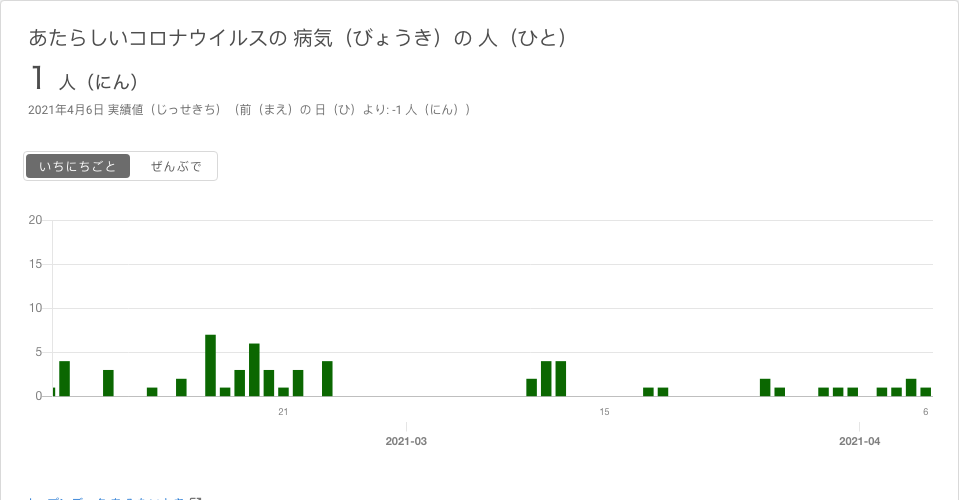 あたらしいコロナウイルスの 病気（びょうき）の 人（ひと）
1 人（にん）
2021年4月6日 実績値（じっせきち）（前（まえ）の 日（ひ）より: -1 人（にん））
いちにちごと ぜんぶで
20
15
10
5
0
21 15 6
2021-03 2021-04